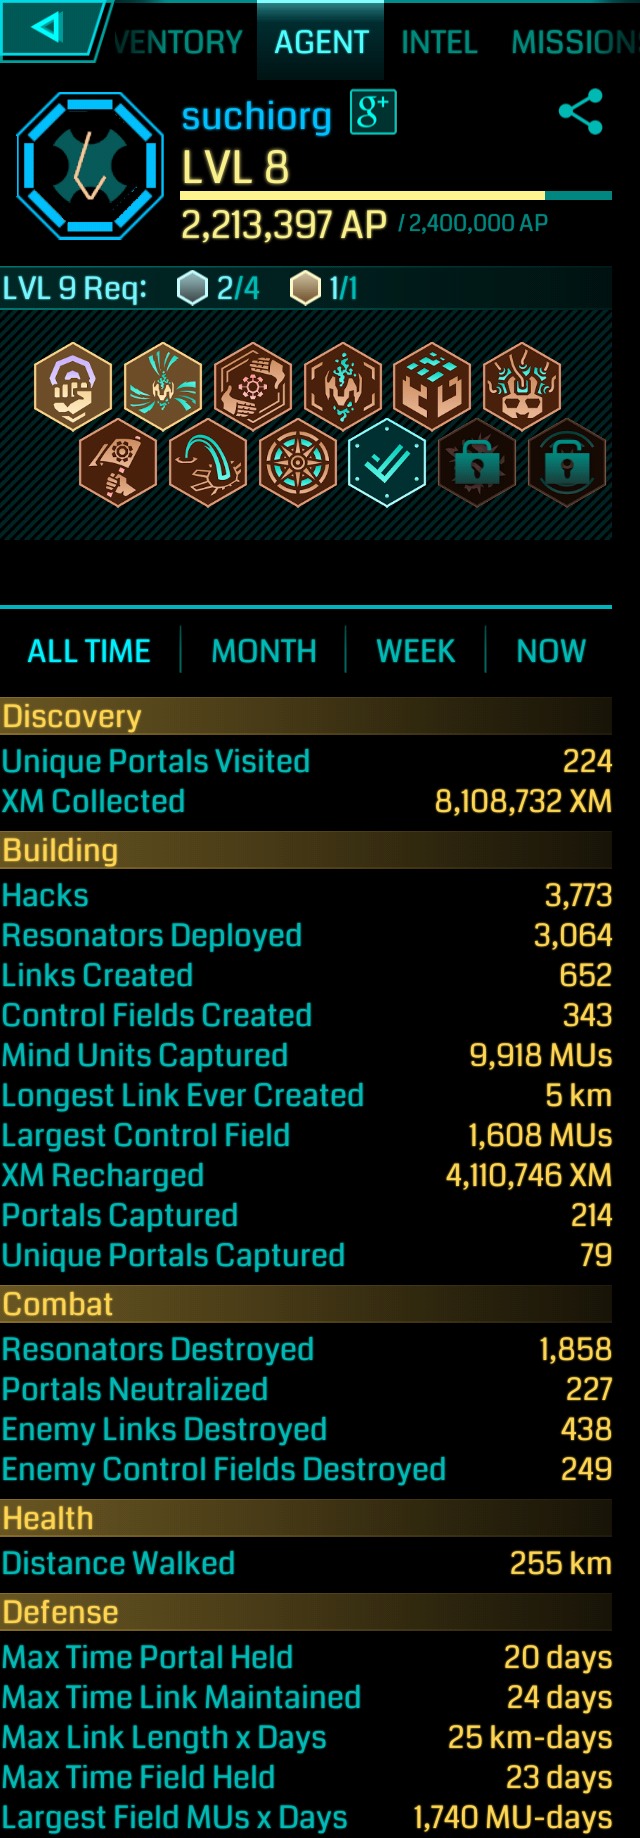 VENTORY AGENT INTEL MISSIONS
suchiorg g+
LVL 8
2,213,397 AP / 2,400,000 AP
LVL 9 Req: 2/4 1/1
ALL TIME MONTH WEEK NOW
Discovery
Unique Portals Visited 224
XM Collected 8,108,732 XM
Building
Hacks 3,773
Resonators Deployed 3,064
Links Created 652
Control Fields Created 343
Mind Units Captured 9,918 MUs
Longest Link Ever Created 5 km
Largest Control Field 1,608 MUs
XM Recharged 4,110,746 XM
Portals Captured 214
Unique Portals Captured 79
Combat
Resonators Destroyed 1,858
Portals Neutralized 227
Enemy Links Destroyed 438
Enemy Control Fields Destroyed 249
Health
Distance Walked 255 km
Defense
Max Time Portal Held 20 days
Max Time Link Maintained 24 days
Max Link Length x Days 25 km-days
Max Time Field Held 23 days
Largest Field MUs x Days 1,740 MU-days